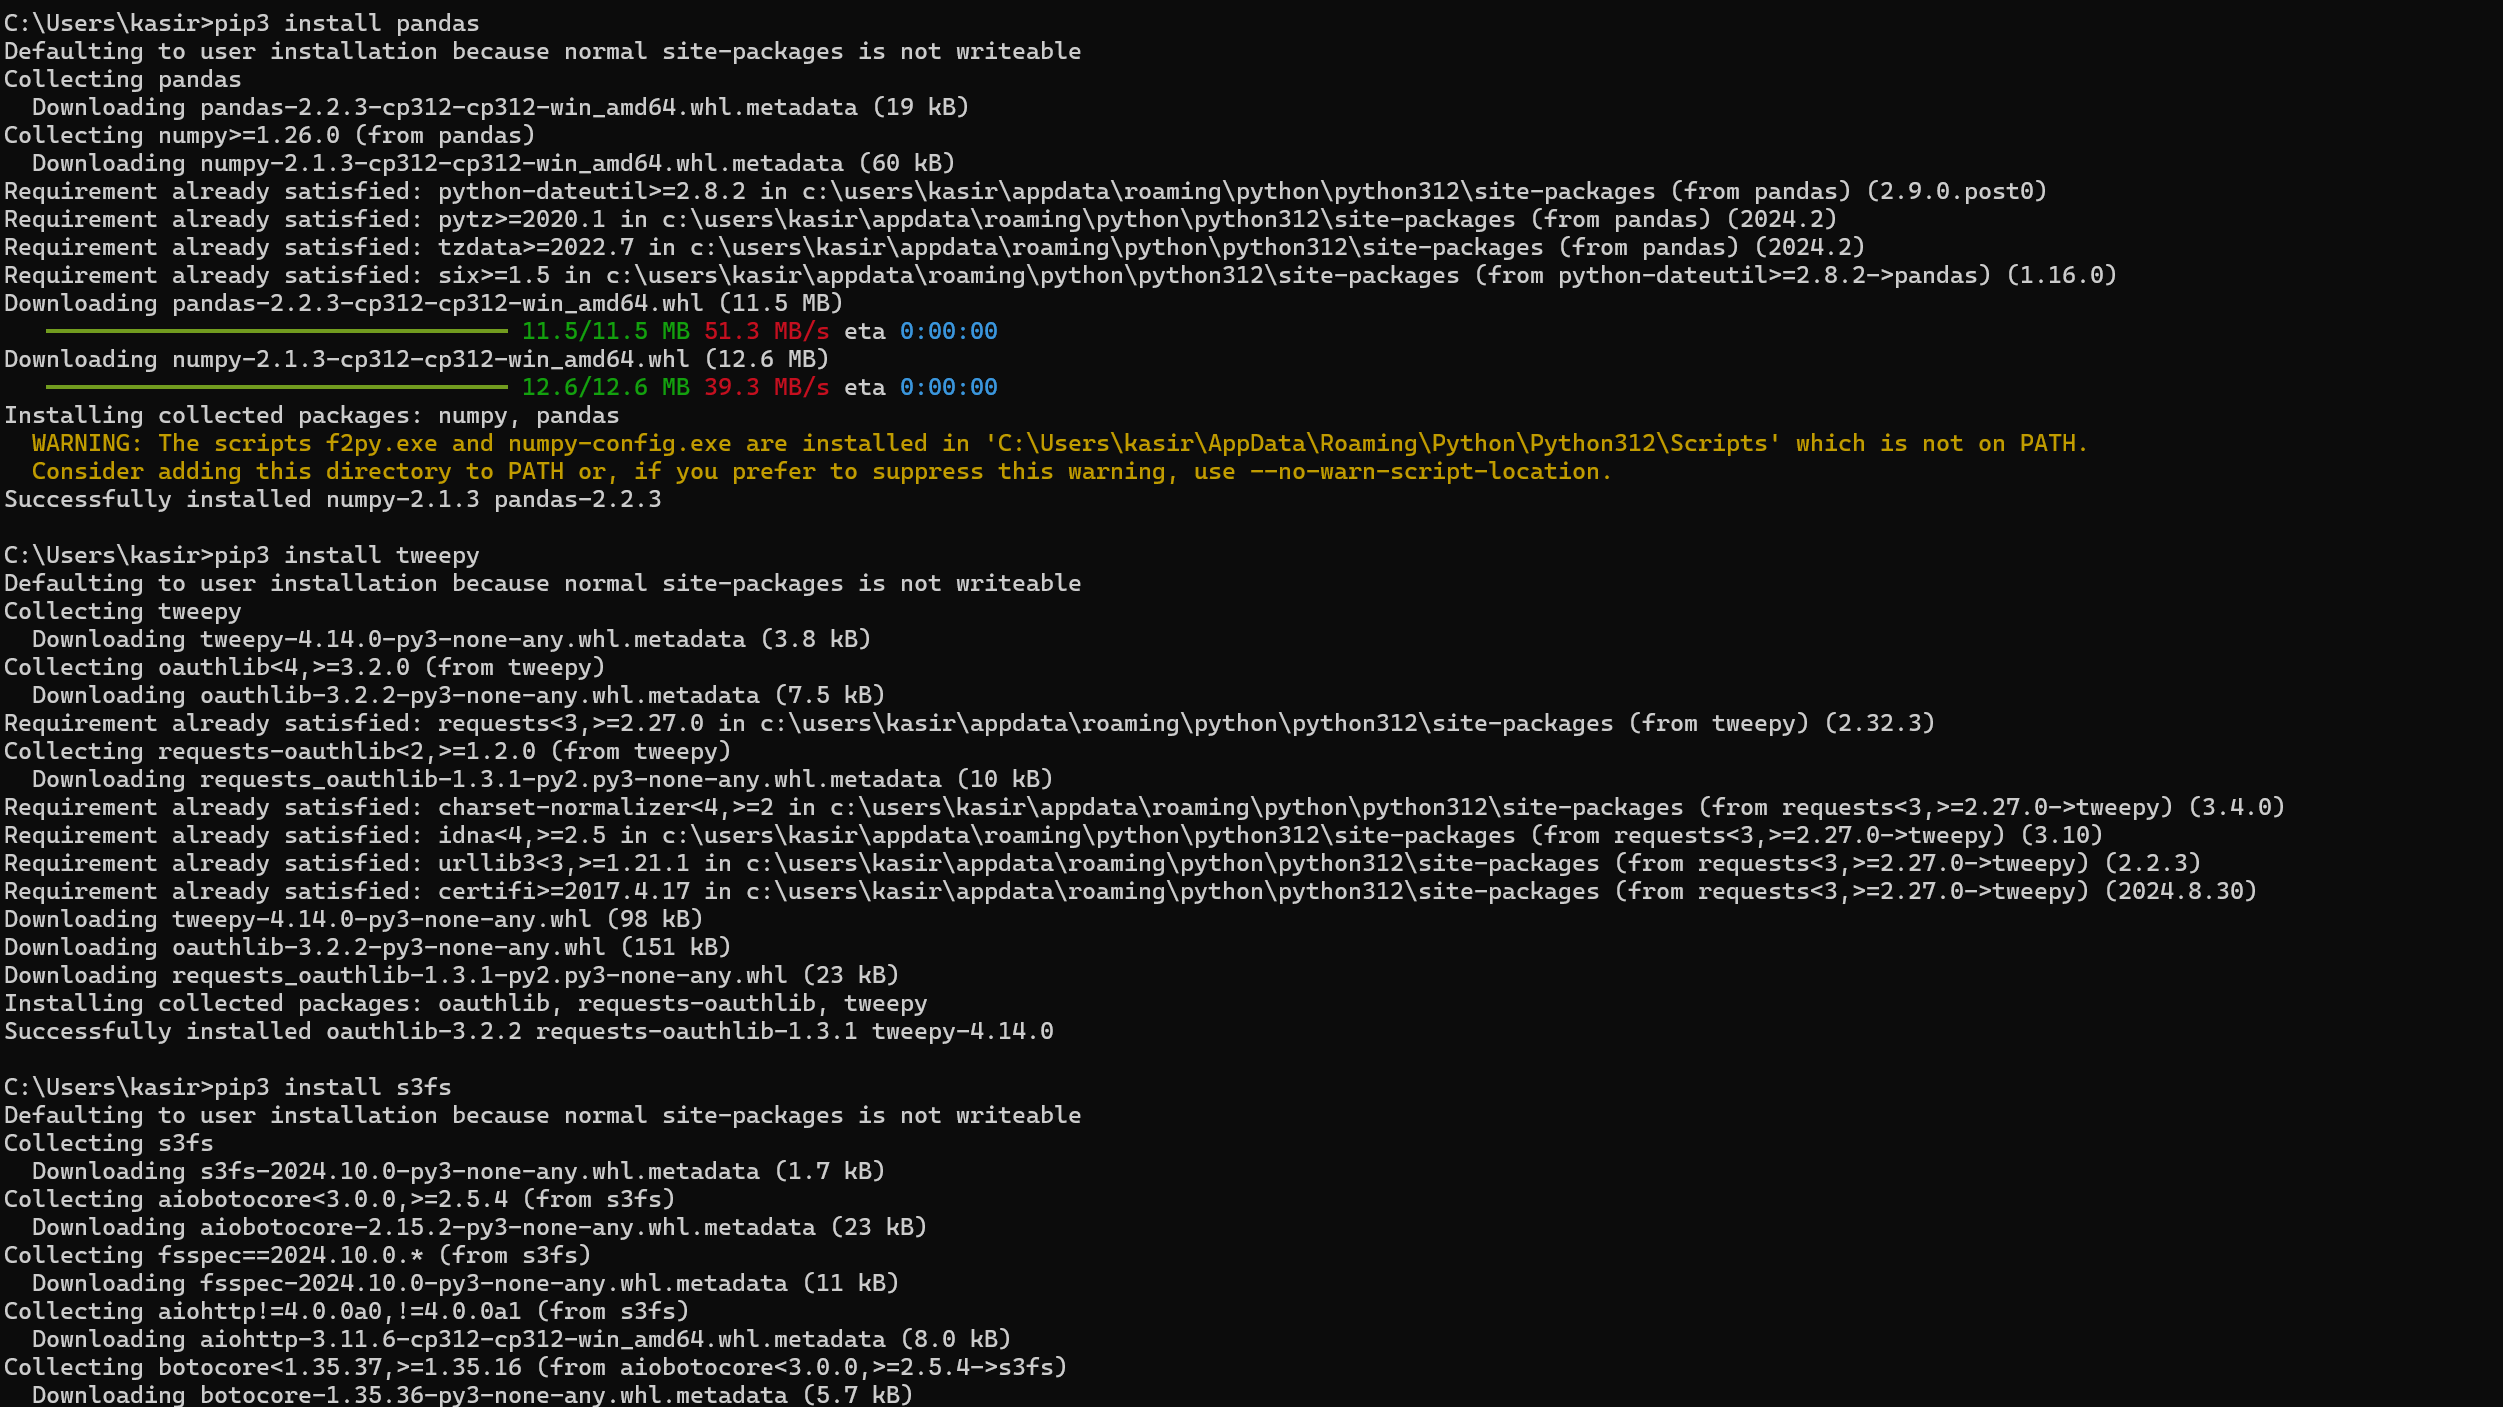 C:\Users\kasir>pip3 install pandas
Defaulting to user installation because normal site-packages is not writeable
Collecting pandas
  Downloading pandas-2.2.3-cp312-cp312-win_amd64.whl.metadata (19 kB)
Collecting numpy>=1.26.0 (from pandas)
  Downloading numpy-2.1.3-cp312-cp312-win_amd64.whl.metadata (60 kB)
Requirement already satisfied: python-dateutil>=2.8.2 in c:\users\kasir\appdata\roaming\python\python312\site-packages (from pandas) (2.9.0.post0)
Requirement already satisfied: pytz>=2020.1 in c:\users\kasir\appdata\roaming\python\python312\site-packages (from pandas) (2024.2)
Requirement already satisfied: tzdata>=2022.7 in c:\users\kasir\appdata\roaming\python\python312\site-packages (from pandas) (2024.2)
Requirement already satisfied: six>=1.5 in c:\users\kasir\appdata\roaming\python\python312\site-packages (from python-dateutil>=2.8.2->pandas) (1.16.0)
Downloading pandas-2.2.3-cp312-cp312-win_amd64.whl (11.5 MB)
11.5/11.5 MB 51.3 MB/s eta 0:00:00
Downloading numpy-2.1.3-cp312-cp312-win_amd64.whl (12.6 MB)
12.6/12.6 MB 39.3 MB/s eta 0:00:00
Installing collected packages: numpy, pandas
  WARNING: The scripts f2py.exe and numpy-config.exe are installed in 'C:\Users\kasir\AppData\Roaming\Python\Python312\Scripts' which is not on PATH.
  Consider adding this directory to PATH or, if you prefer to suppress this warning, use --no-warn-script-location.
Successfully installed numpy-2.1.3 pandas-2.2.3

C:\Users\kasir>pip3 install tweepy
Defaulting to user installation because normal site-packages is not writeable
Collecting tweepy
  Downloading tweepy-4.14.0-py3-none-any.whl.metadata (3.8 kB)
Collecting oauthlib<4,>=3.2.0 (from tweepy)
  Downloading oauthlib-3.2.2-py3-none-any.whl.metadata (7.5 kB)
Requirement already satisfied: requests<3,>=2.27.0 in c:\users\kasir\appdata\roaming\python\python312\site-packages (from tweepy) (2.32.3)
Collecting requests-oauthlib<2,>=1.2.0 (from tweepy)
  Downloading requests_oauthlib-1.3.1-py2.py3-none-any.whl.metadata (10 kB)
Requirement already satisfied: charset-normalizer<4,>=2 in c:\users\kasir\appdata\roaming\python\python312\site-packages (from requests<3,>=2.27.0->tweepy) (3.4.0)
Requirement already satisfied: idna<4,>=2.5 in c:\users\kasir\appdata\roaming\python\python312\site-packages (from requests<3,>=2.27.0->tweepy) (3.10)
Requirement already satisfied: urllib3<3,>=1.21.1 in c:\users\kasir\appdata\roaming\python\python312\site-packages (from requests<3,>=2.27.0->tweepy) (2.2.3)
Requirement already satisfied: certifi>=2017.4.17 in c:\users\kasir\appdata\roaming\python\python312\site-packages (from requests<3,>=2.27.0->tweepy) (2024.8.30)
Downloading tweepy-4.14.0-py3-none-any.whl (98 kB)
Downloading oauthlib-3.2.2-py3-none-any.whl (151 kB)
Downloading requests_oauthlib-1.3.1-py2.py3-none-any.whl (23 kB)
Installing collected packages: oauthlib, requests-oauthlib, tweepy
Successfully installed oauthlib-3.2.2 requests-oauthlib-1.3.1 tweepy-4.14.0

C:\Users\kasir>pip3 install s3fs
Defaulting to user installation because normal site-packages is not writeable
Collecting s3fs
  Downloading s3fs-2024.10.0-py3-none-any.whl.metadata (1.7 kB)
Collecting aiobotocore<3.0.0,>=2.5.4 (from s3fs)
  Downloading aiobotocore-2.15.2-py3-none-any.whl.metadata (23 kB)
Collecting fsspec==2024.10.0.* (from s3fs)
  Downloading fsspec-2024.10.0-py3-none-any.whl.metadata (11 kB)
Collecting aiohttp!=4.0.0a0,!=4.0.0a1 (from s3fs)
  Downloading aiohttp-3.11.6-cp312-cp312-win_amd64.whl.metadata (8.0 kB)
Collecting botocore<1.35.37,>=1.35.16 (from aiobotocore<3.0.0,>=2.5.4->s3fs)
  Downloading botocore-1.35.36-py3-none-any.whl.metadata (5.7 kB)